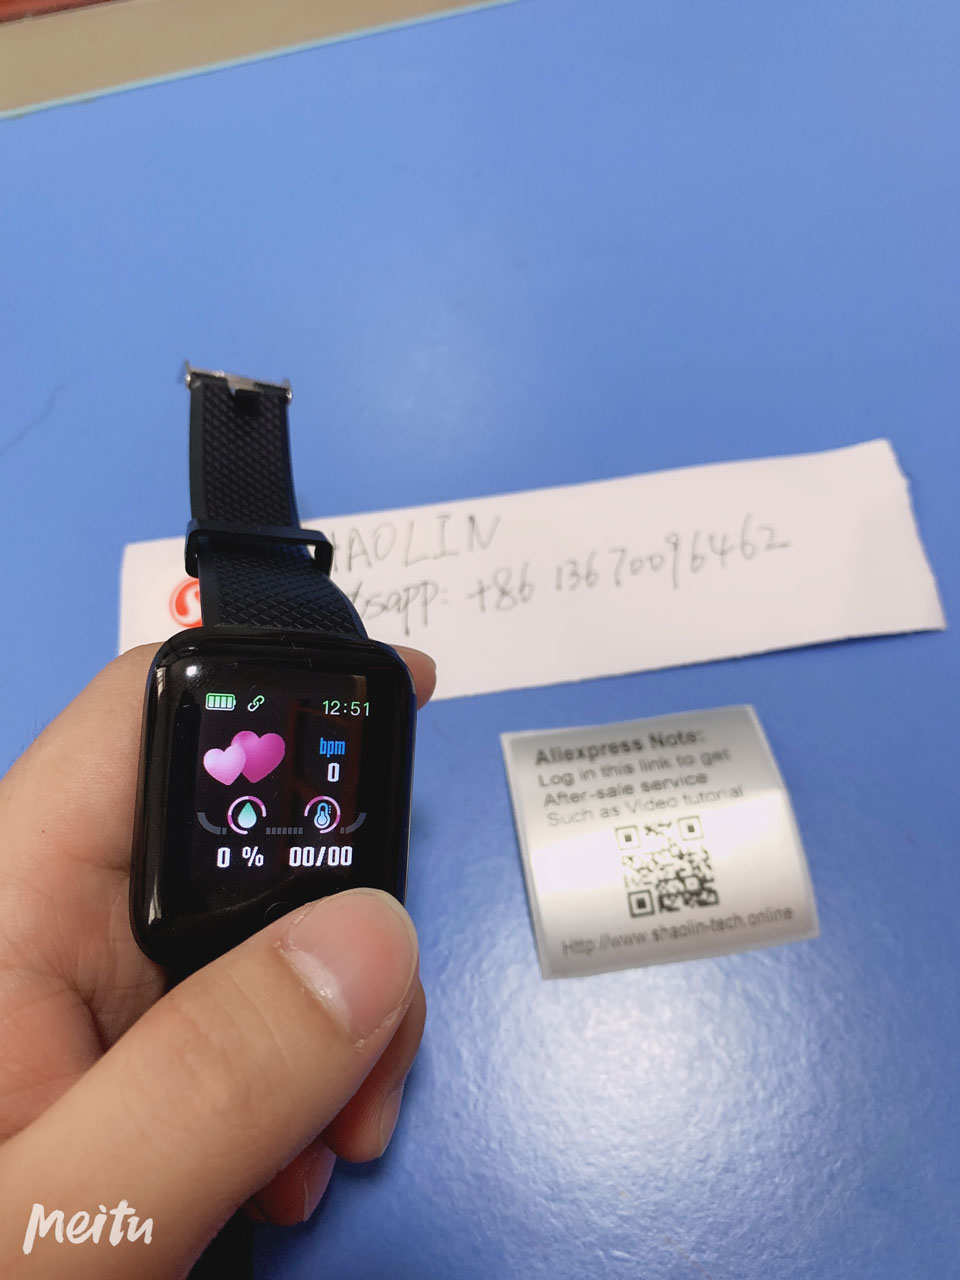 HAOLIN
tsapp: +86 13670096462
12:51
bpm
0
0 %
00/00
Aliexpress Note:
Log in this link to get
After-sale service
Such as Video tutorial
Http://www.shaolin-tech.online
Meitu